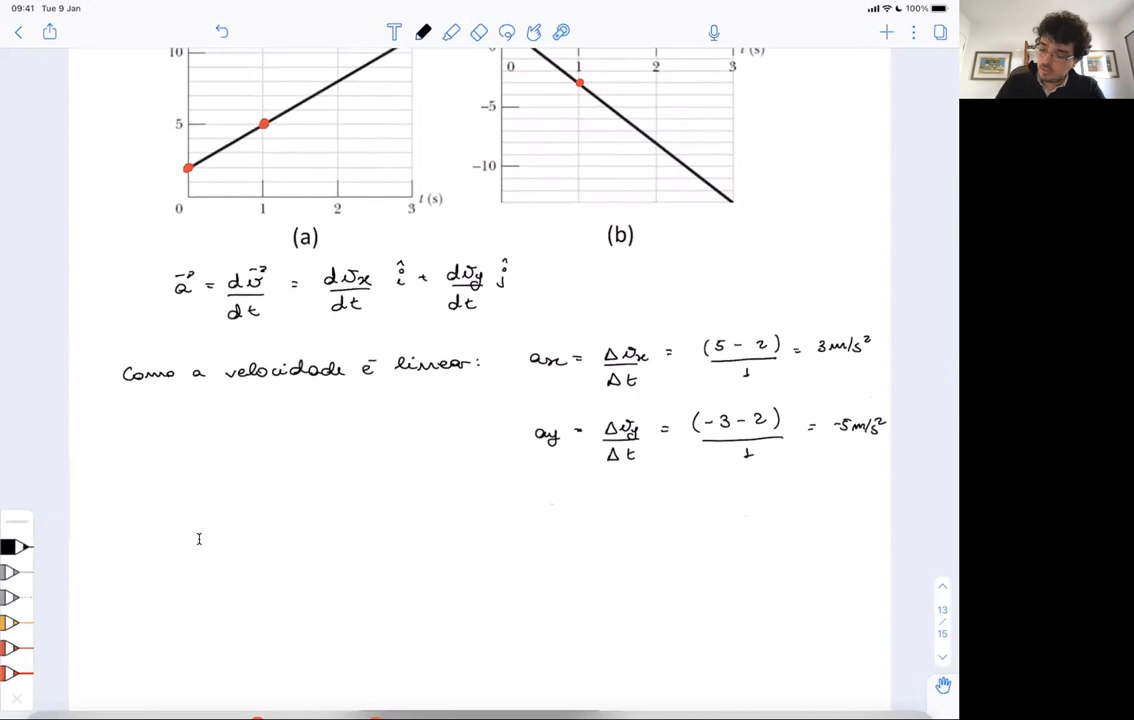 09:41 Tue 9 Jan
100%
10
5
0 1 2 3 t (s)
(a)
0 1 2 3 t (s)
-5
-10
(b)
a⃗ = dv⃗/dt = dvx/dt î + dvy/dt ĵ
Como a velocidade é linear:
ax = Δvx/Δt = (5 - 2)/1 = 3 m/s²
ay = Δvy/Δt = (-3 - 2)/1 = -5 m/s²
13
/
15